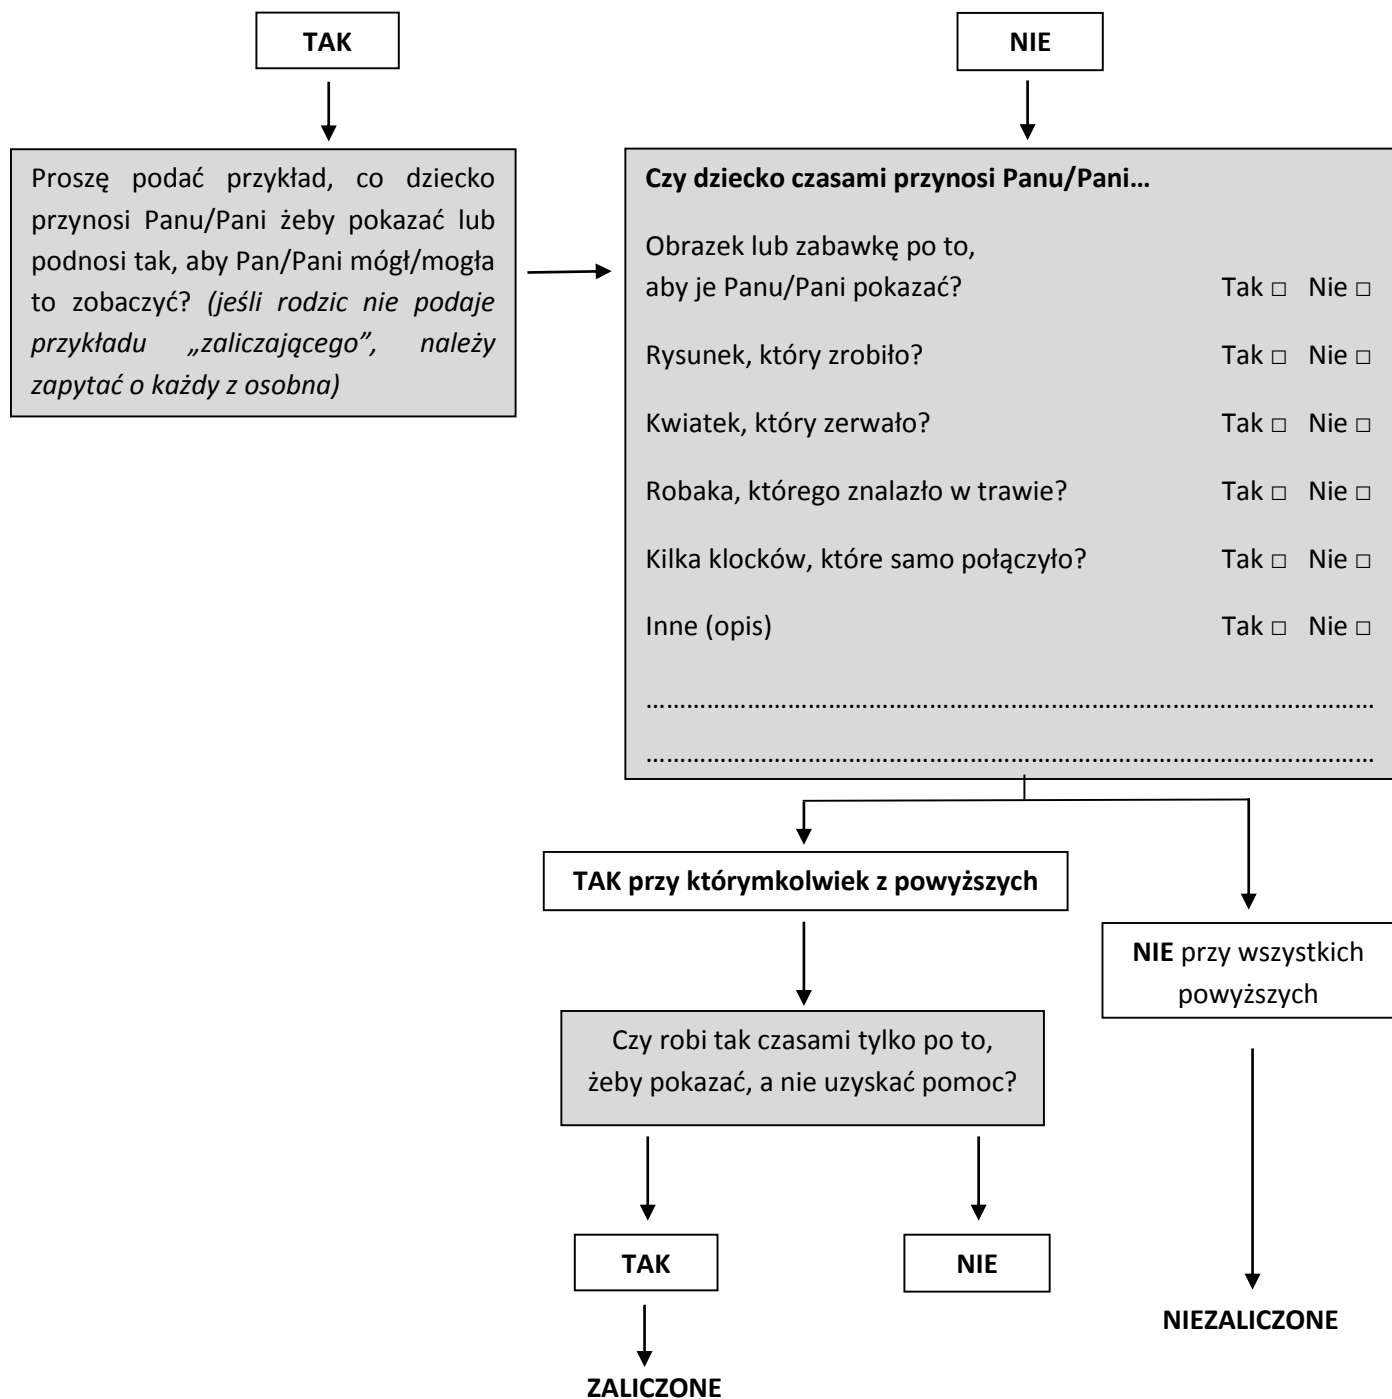 TAK
NIE
Proszę podać przykład, co dziecko
przynosi Panu/Pani żeby pokazać lub
podnosi tak, aby Pan/Pani mógł/mogła
to zobaczyć? (jeśli rodzic nie podaje
przykładu „zaliczającego”, należy
zapytać o każdy z osobna)
Czy dziecko czasami przynosi Panu/Pani…
Obrazek lub zabawkę po to,
aby je Panu/Pani pokazać? Tak □ Nie □
Rysunek, który zrobiło? Tak □ Nie □
Kwiatek, który zerwało? Tak □ Nie □
Robaka, którego znalazło w trawie? Tak □ Nie □
Kilka klocków, które samo połączyło? Tak □ Nie □
Inne (opis) Tak □ Nie □
……………………………………………………………………………………………
……………………………………………………………………………………………
TAK przy którymkolwiek z powyższych
NIE przy wszystkich
powyższych
Czy robi tak czasami tylko po to,
żeby pokazać, a nie uzyskać pomoc?
TAK
NIE
NIEZALICZONE
ZALICZONE